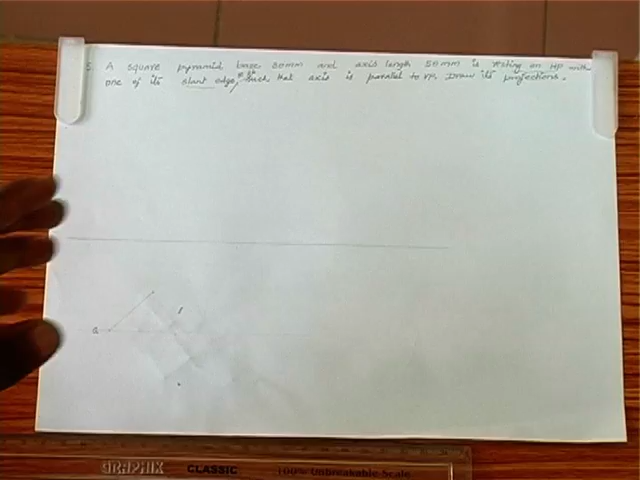 5. A square pyramid base 30mm and axis length 50mm is resting on HP with
one of its slant edge, such that axis is parallel to VP. Draw its projections.
a
GRAPHIX CLASSIC 100% Unbreakable Scale